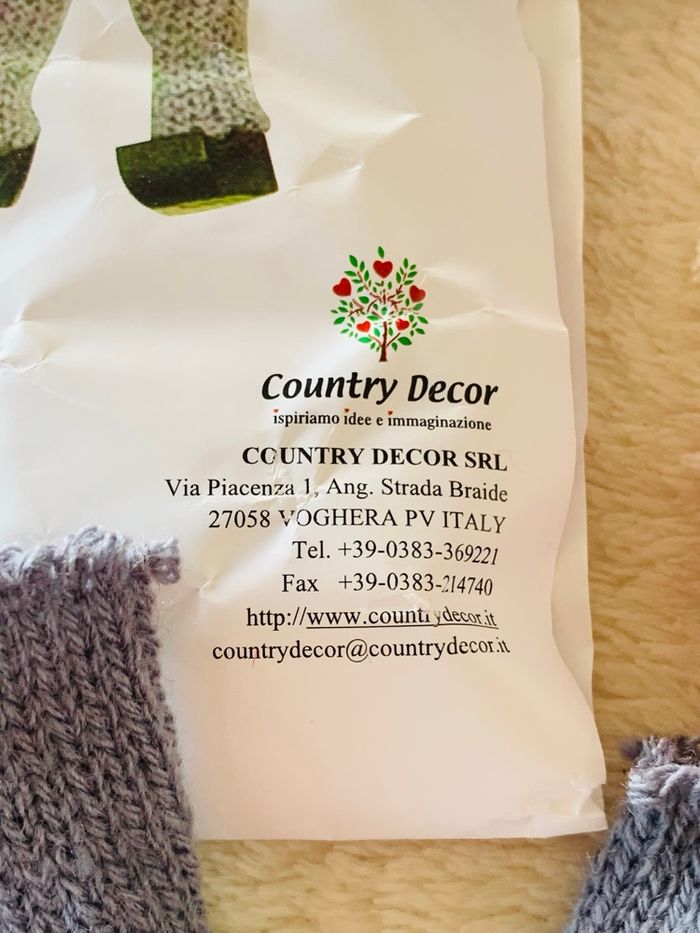 Country Decor
ispiriamo idee e immaginazione
COUNTRY DECOR SRL
Via Piacenza 1, Ang. Strada Braide
27058 VOGHERA PV ITALY
Tel. +39-0383-369221
Fax +39-0383-214740
http://www.countrydecor.it
countrydecor@countrydecor.it